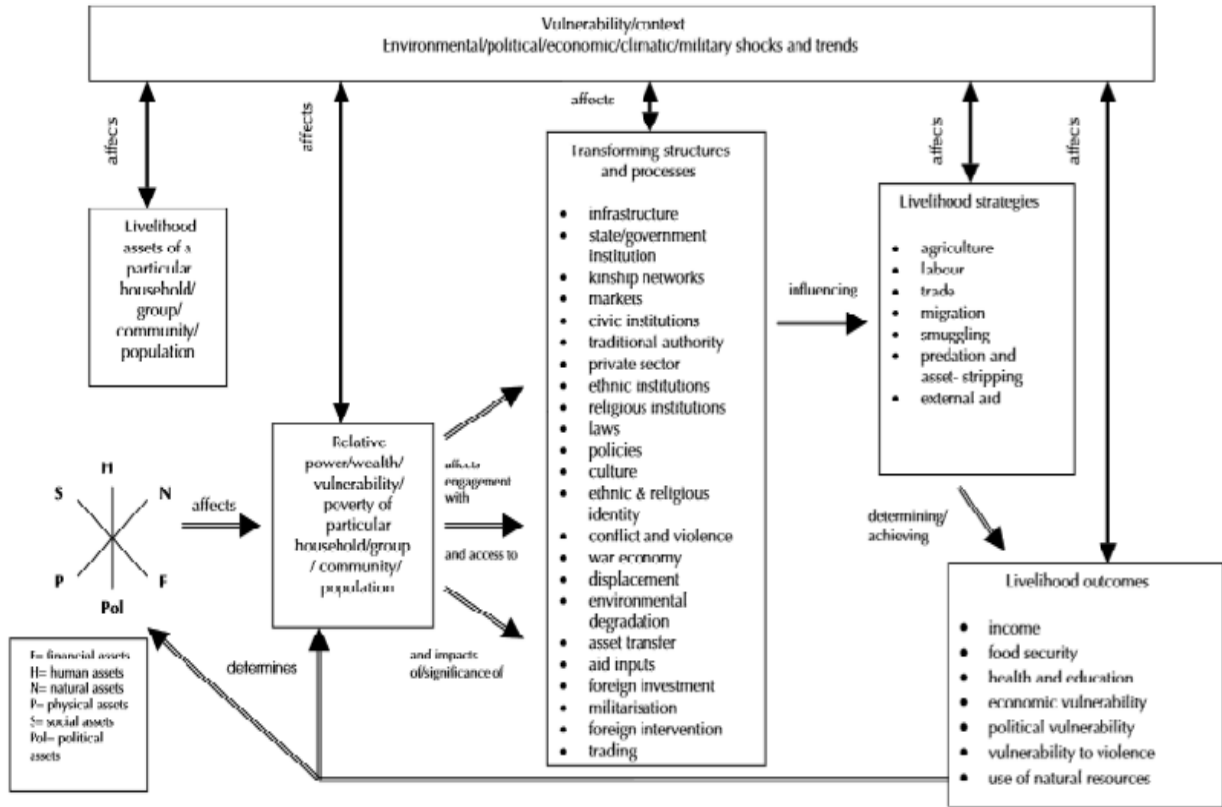 Vulnerability/context
Environmental/political/economic/climatic/military shocks and trends
affects
affects
affects
affects
affects
Livelihood
assets of a
particular
household/
group/
community/
population
H
S
N
P
F
Pol
F= financial assets
H= human assets
N= natural assets
P= physical assets
S= social assets
Pol= political
assets
affects
Relative
power/wealth/
vulnerability/
poverty of
particular
household/group
/ community/
population
determines
affects
engagement
with
and access to
and impacts
of/significance of
Transforming structures
and processes
• infrastructure
• state/government
institution
• kinship networks
• markets
• civic institutions
• traditional authority
• private sector
• ethnic institutions
• religious institutions
• laws
• policies
• culture
• ethnic & religious
identity
• conflict and violence
• war economy
• displacement
• environmental
degradation
• asset transfer
• aid inputs
• foreign investment
• militarisation
• foreign intervention
• trading
influencing
Livelihood strategies
• agriculture
• labour
• trade
• migration
• smuggling
• predation and
asset- stripping
• external aid
determining/
achieving
Livelihood outcomes
• income
• food security
• health and education
• economic vulnerability
• political vulnerability
• vulnerability to violence
• use of natural resources